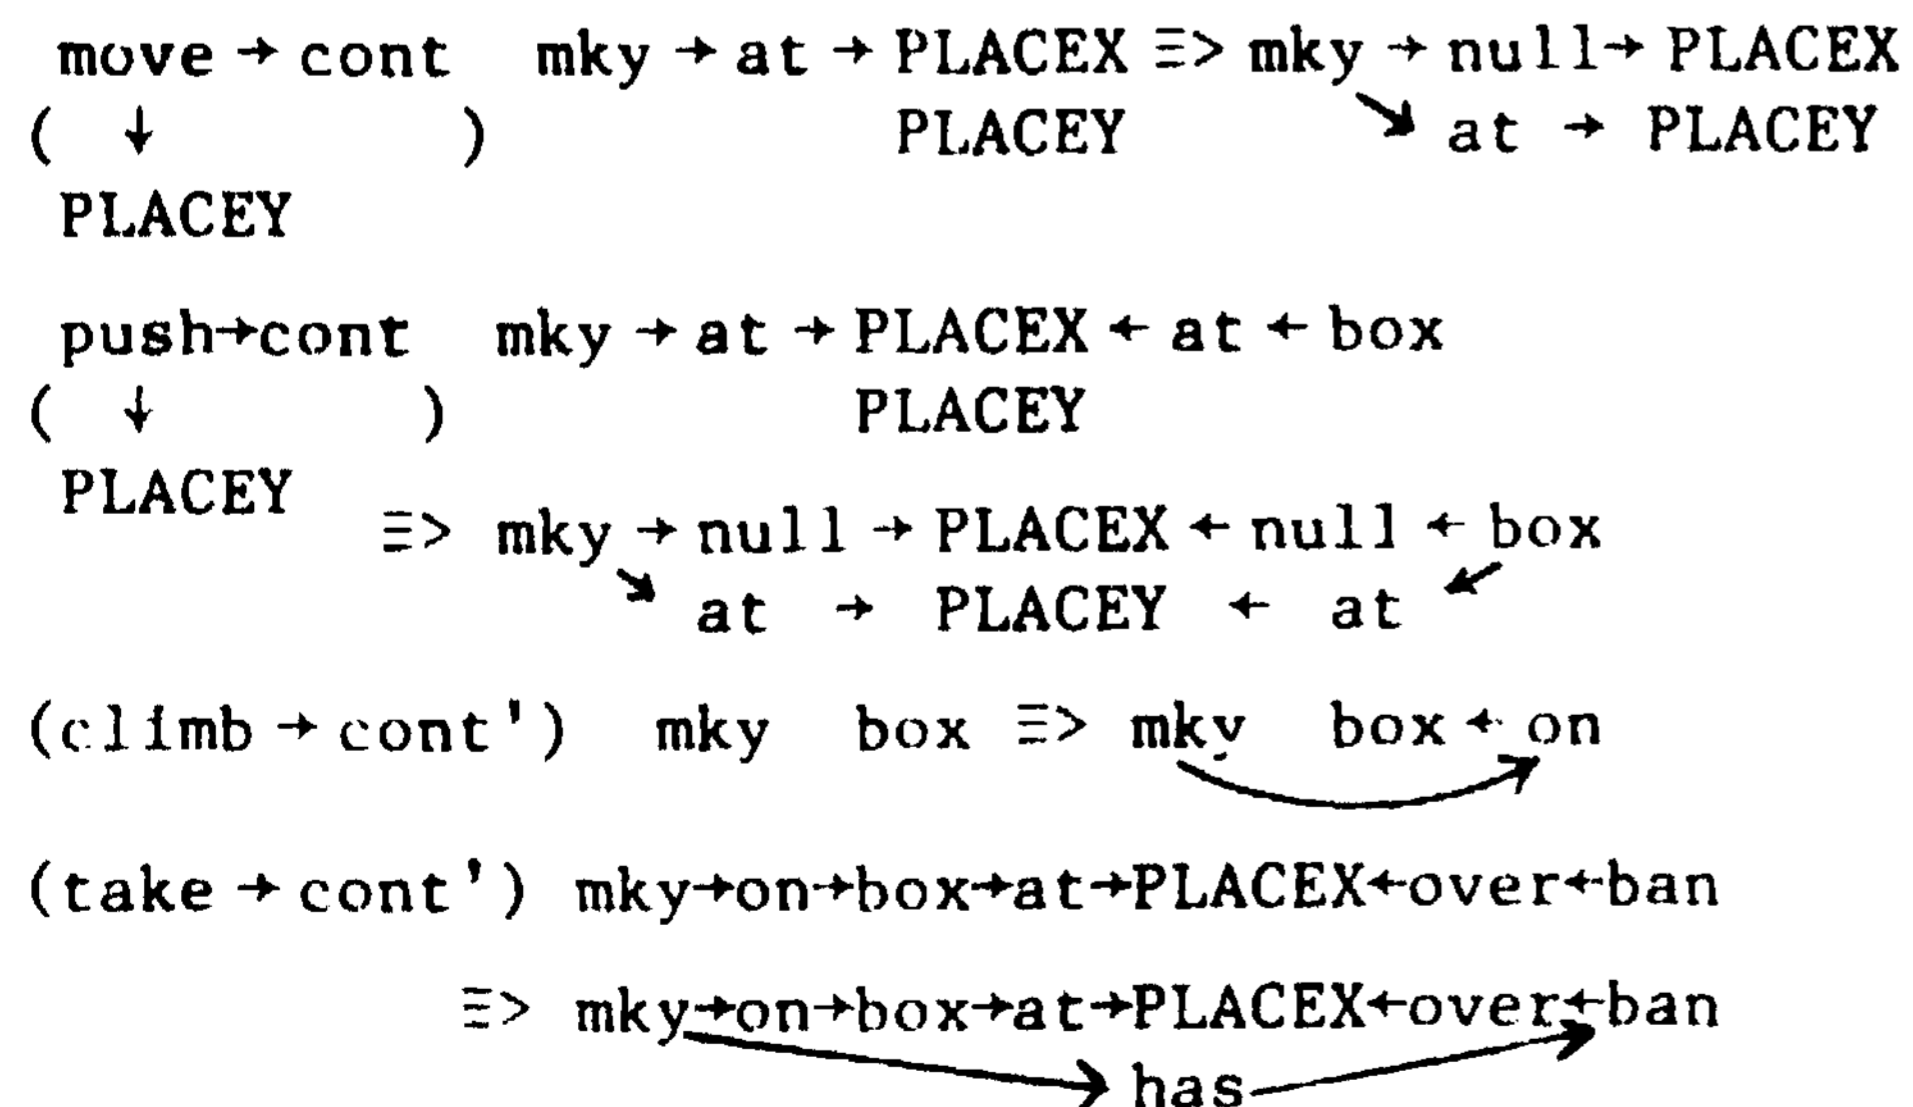 move → cont mky → at → PLACEX ≡> mky → null → PLACEX
( ↓ ) PLACEY ↘ at → PLACEY
PLACEY
push→cont mky → at → PLACEX ← at ← box
( ↓ ) PLACEY
PLACEY
≡> mky → null → PLACEX ← null ← box
↘ at → PLACEY ← at ↙
(climb → cont') mky box ≡> mky box ← on
(take → cont') mky→on→box→at→PLACEX←over←ban
≡> mky→on→box→at→PLACEX←over←ban
has